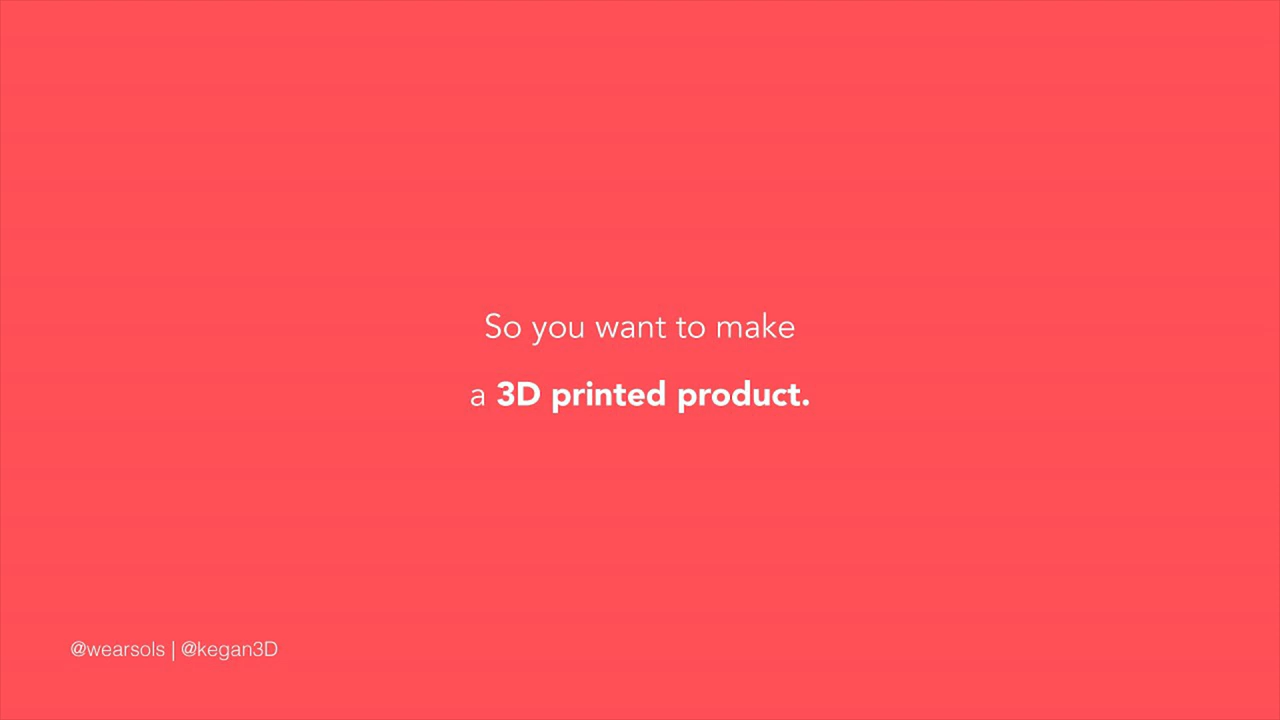 So you want to make
a 3D printed product.
@wearsols | @kegan3D